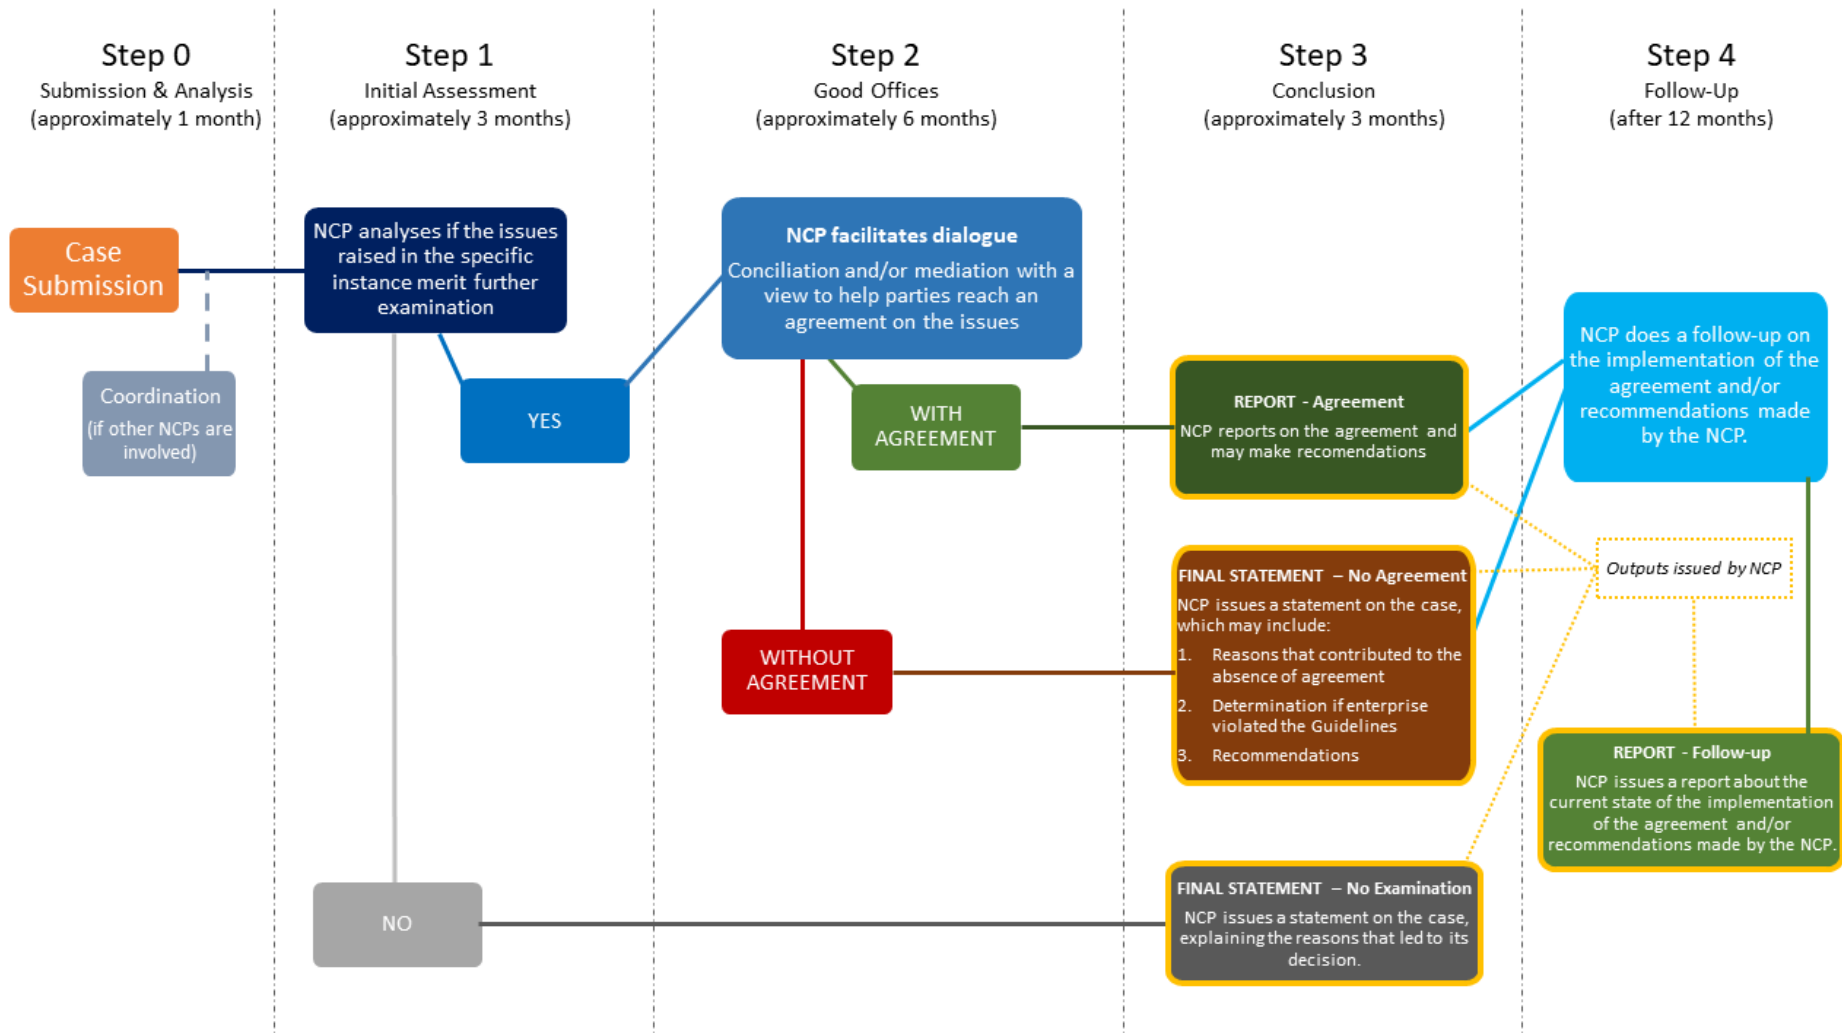 Step 0
Submission & Analysis
(approximately 1 month)
Step 1
Initial Assessment
(approximately 3 months)
Step 2
Good Offices
(approximately 6 months)
Step 3
Conclusion
(approximately 3 months)
Step 4
Follow-Up
(after 12 months)
Case
Submission
Coordination
(if other NCPs are
involved)
NCP analyses if the issues
raised in the specific
instance merit further
examination
YES
NO
NCP facilitates dialogue
Conciliation and/or mediation with a
view to help parties reach an
agreement on the issues
WITH
AGREEMENT
WITHOUT
AGREEMENT
REPORT - Agreement
NCP reports on the agreement and
may make recomendations
FINAL STATEMENT – No Agreement
NCP issues a statement on the case,
which may include:
1. Reasons that contributed to the
absence of agreement
2. Determination if enterprise
violated the Guidelines
3. Recommendations
FINAL STATEMENT – No Examination
NCP issues a statement on the case,
explaining the reasons that led to its
decision.
NCP does a follow-up on
the implementation of the
agreement and/or
recommendations made
by the NCP.
Outputs issued by NCP
REPORT - Follow-up
NCP issues a report about the
current state of the implementation
of the agreement and/or
recommendations made by the NCP.